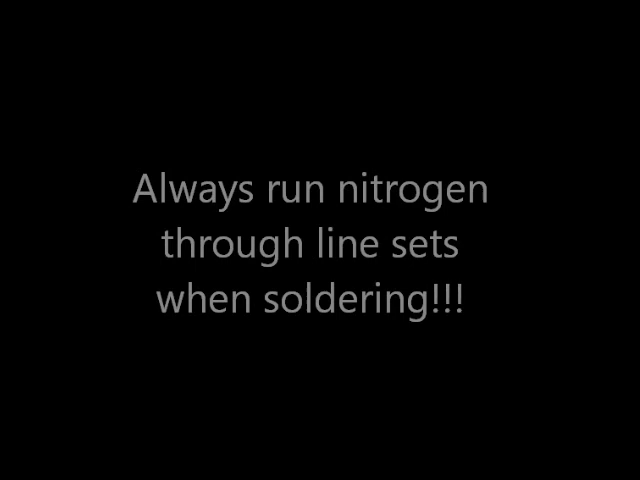 Always run nitrogen
through line sets
when soldering!!!